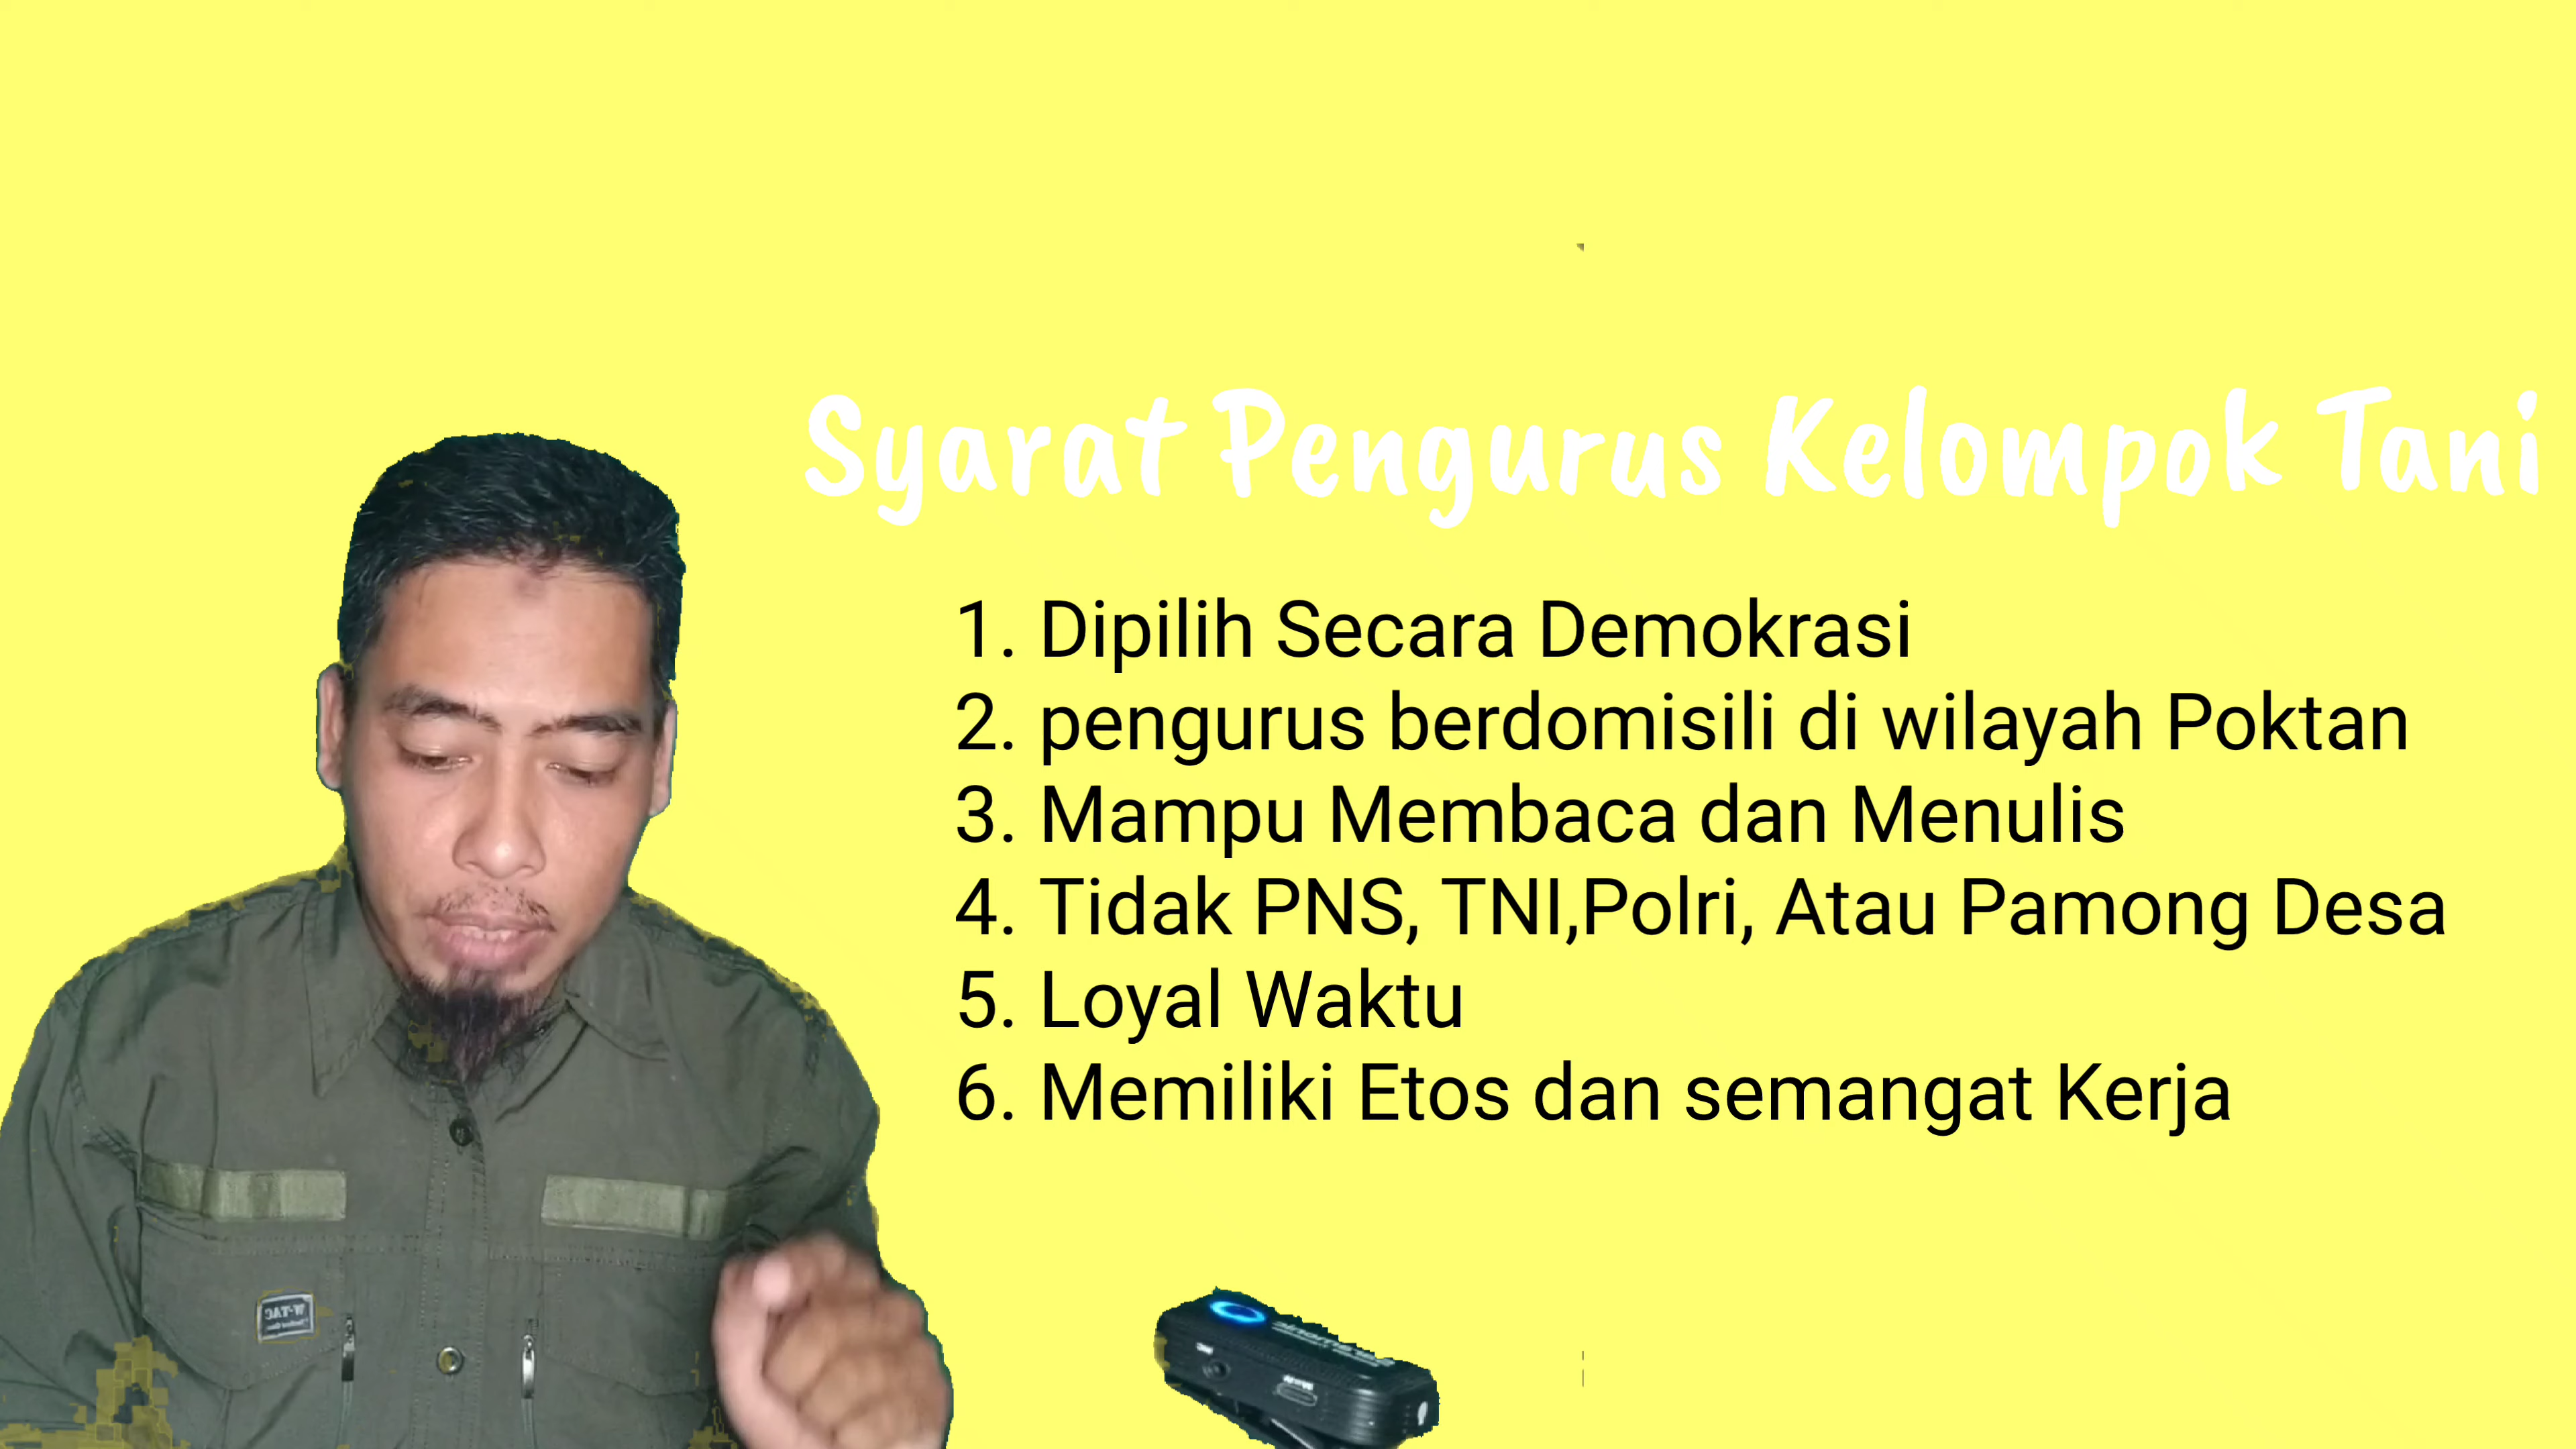 Syarat Pengurus Kelompok Tani
1. Dipilih Secara Demokrasi
2. pengurus berdomisili di wilayah Poktan
3. Mampu Membaca dan Menulis
4. Tidak PNS, TNI,Polri, Atau Pamong Desa
5. Loyal Waktu
6. Memiliki Etos dan semangat Kerja
W-TAC